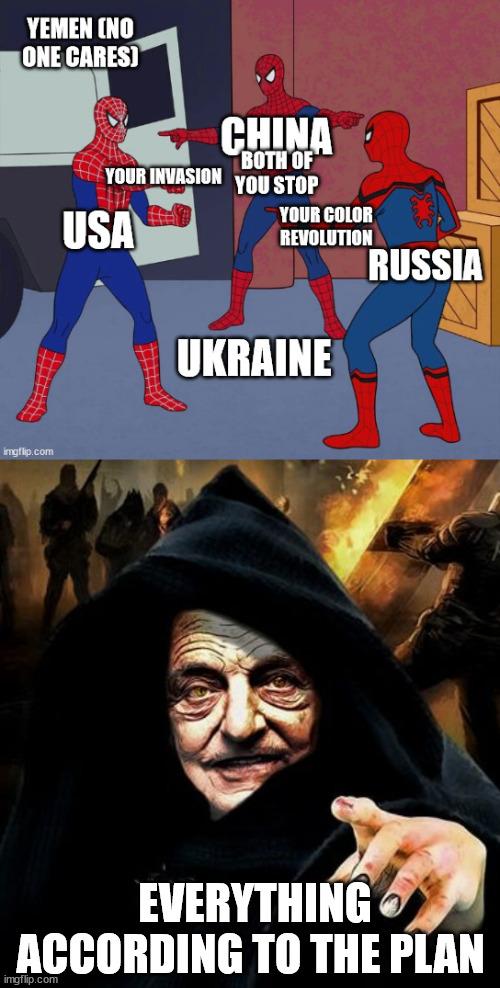 YEMEN (NO
ONE CARES)
CHINA
BOTH OF
YOU STOP
YOUR INVASION
YOUR COLOR
REVOLUTION
USA
RUSSIA
UKRAINE
imgflip.com
EVERYTHING
ACCORDING TO THE PLAN
imgflip.com